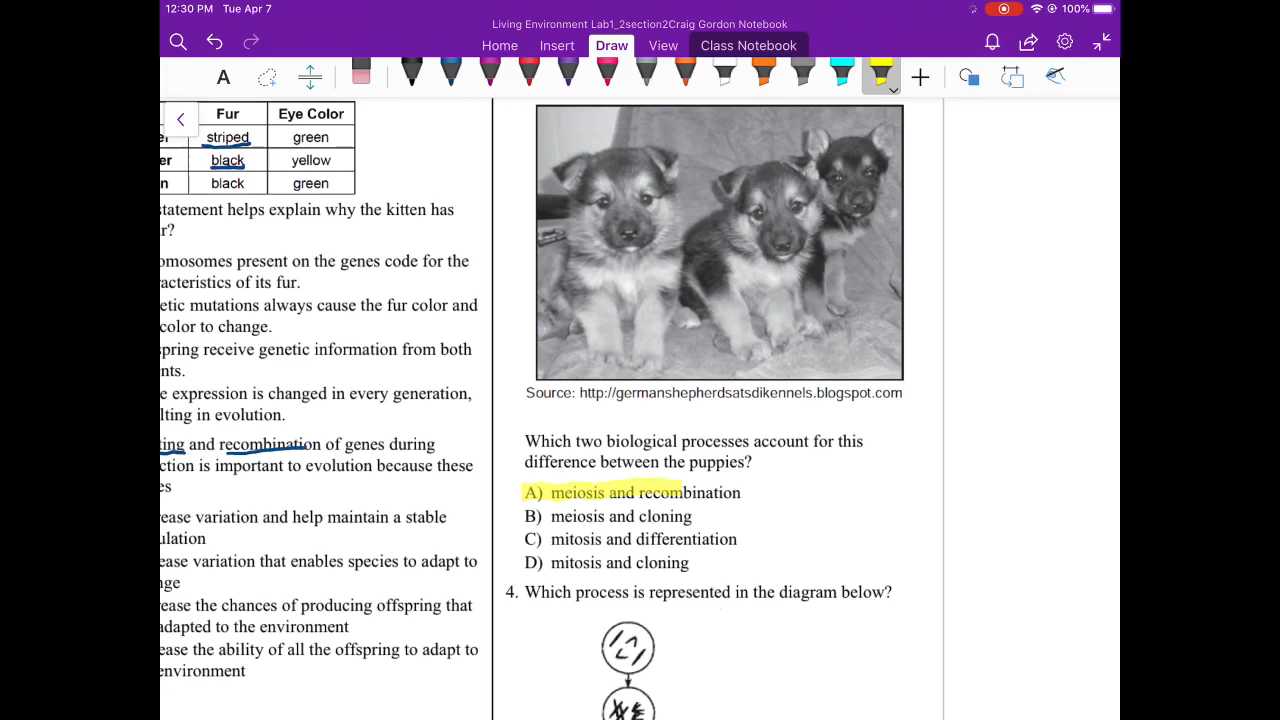 12:30 PM Tue Apr 7
100%
Living Environment Lab1_2section2Craig Gordon Notebook
Home Insert Draw View Class Notebook
A
Fur Eye Color
striped green
er black yellow
n black green
statement helps explain why the kitten has
r?
omosomes present on the genes code for the
acteristics of its fur.
etic mutations always cause the fur color and
color to change.
spring receive genetic information from both
nts.
e expression is changed in every generation,
lting in evolution.
ting and recombination of genes during
ction is important to evolution because these
es
rease variation and help maintain a stable
ulation
ease variation that enables species to adapt to
nge
rease the chances of producing offspring that
adapted to the environment
ease the ability of all the offspring to adapt to
environment
Source: http://germanshepherdsatsdikennels.blogspot.com
Which two biological processes account for this
difference between the puppies?
A) meiosis and recombination
B) meiosis and cloning
C) mitosis and differentiation
D) mitosis and cloning
4. Which process is represented in the diagram below?